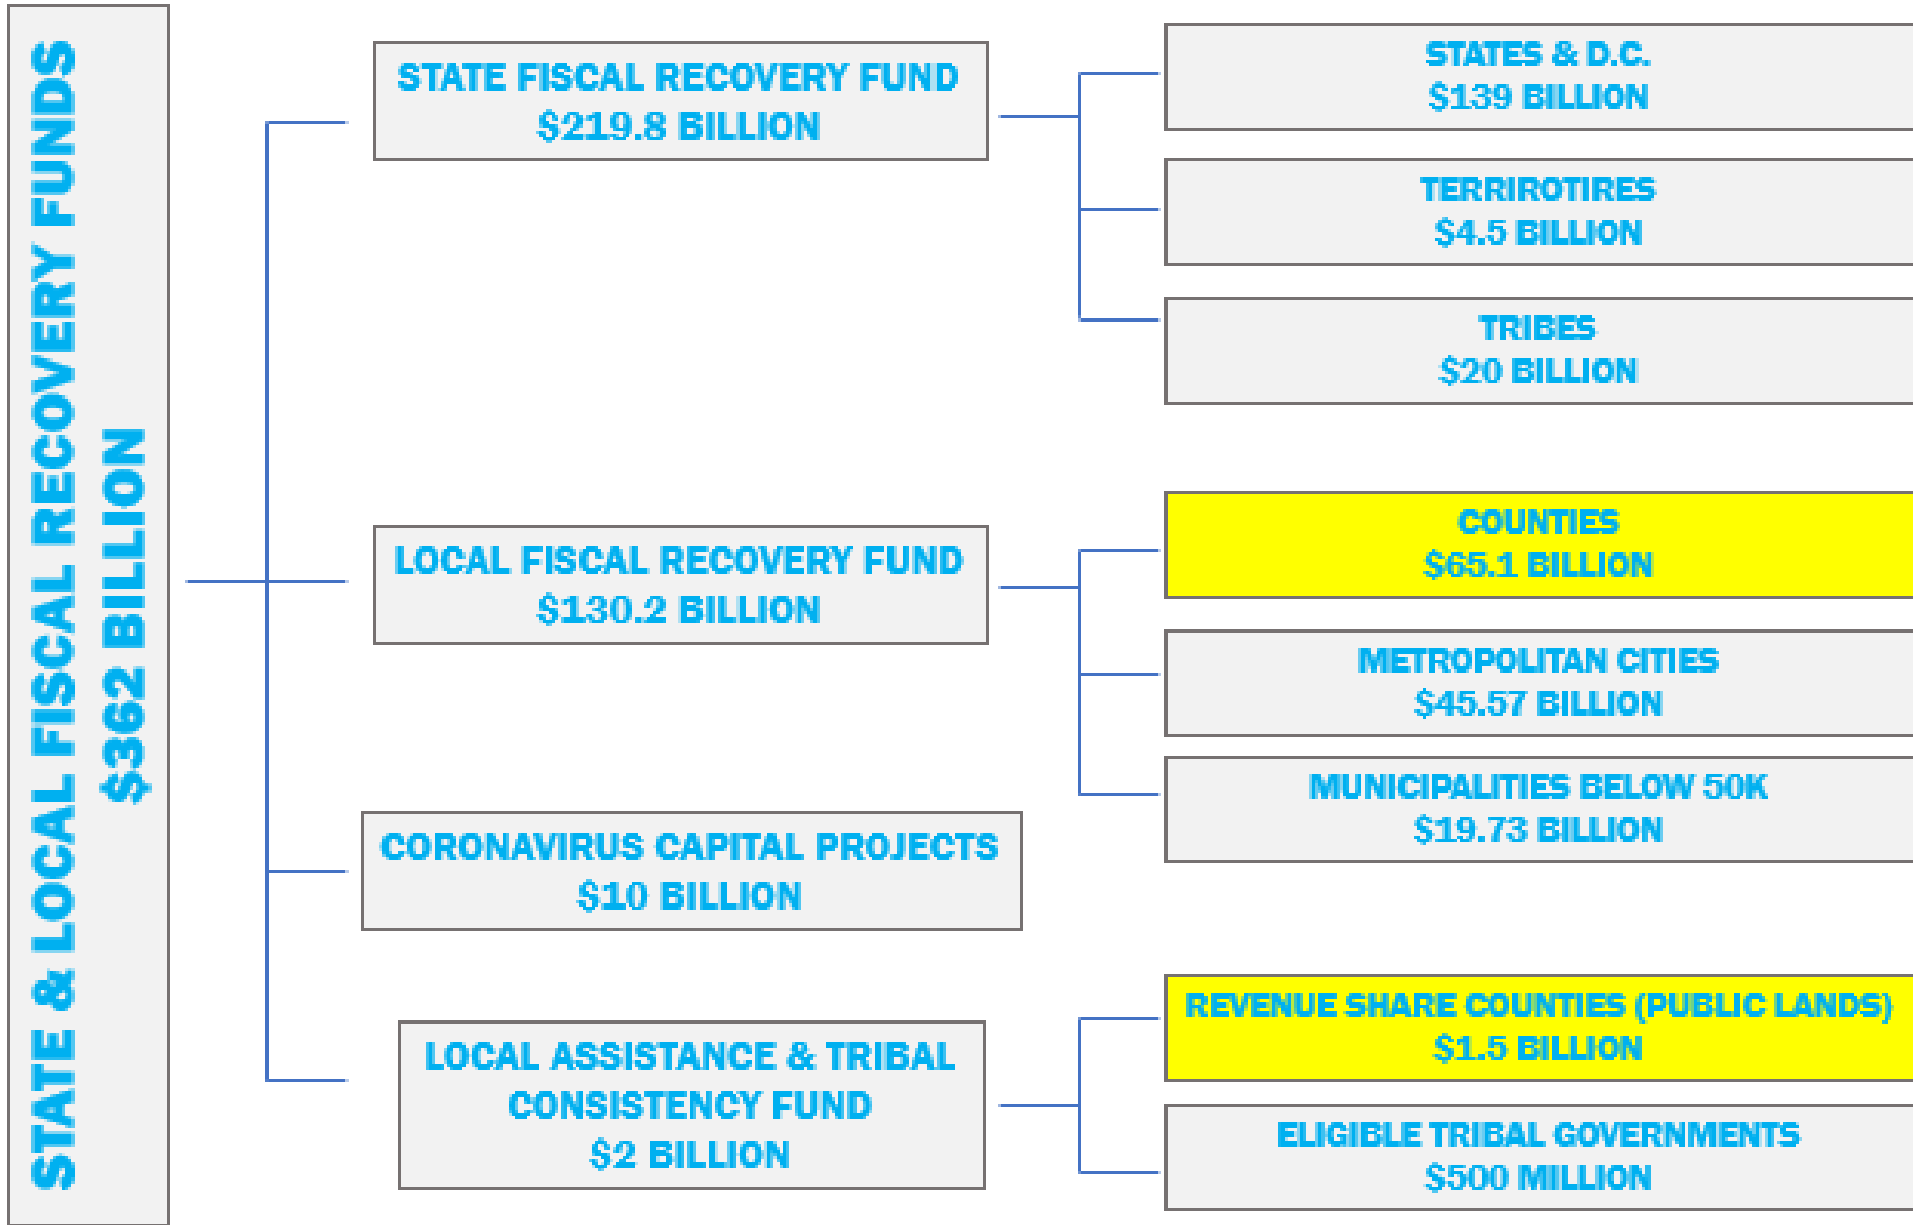 STATE & LOCAL FISCAL RECOVERY FUNDS
$362 BILLION
STATE FISCAL RECOVERY FUND
$219.8 BILLION
STATES & D.C.
$139 BILLION
TERRIROTIRES
$4.5 BILLION
TRIBES
$20 BILLION
LOCAL FISCAL RECOVERY FUND
$130.2 BILLION
COUNTIES
$65.1 BILLION
METROPOLITAN CITIES
$45.57 BILLION
MUNICIPALITIES BELOW 50K
$19.73 BILLION
CORONAVIRUS CAPITAL PROJECTS
$10 BILLION
LOCAL ASSISTANCE & TRIBAL
CONSISTENCY FUND
$2 BILLION
REVENUE SHARE COUNTIES (PUBLIC LANDS)
$1.5 BILLION
ELIGIBLE TRIBAL GOVERNMENTS
$500 MILLION